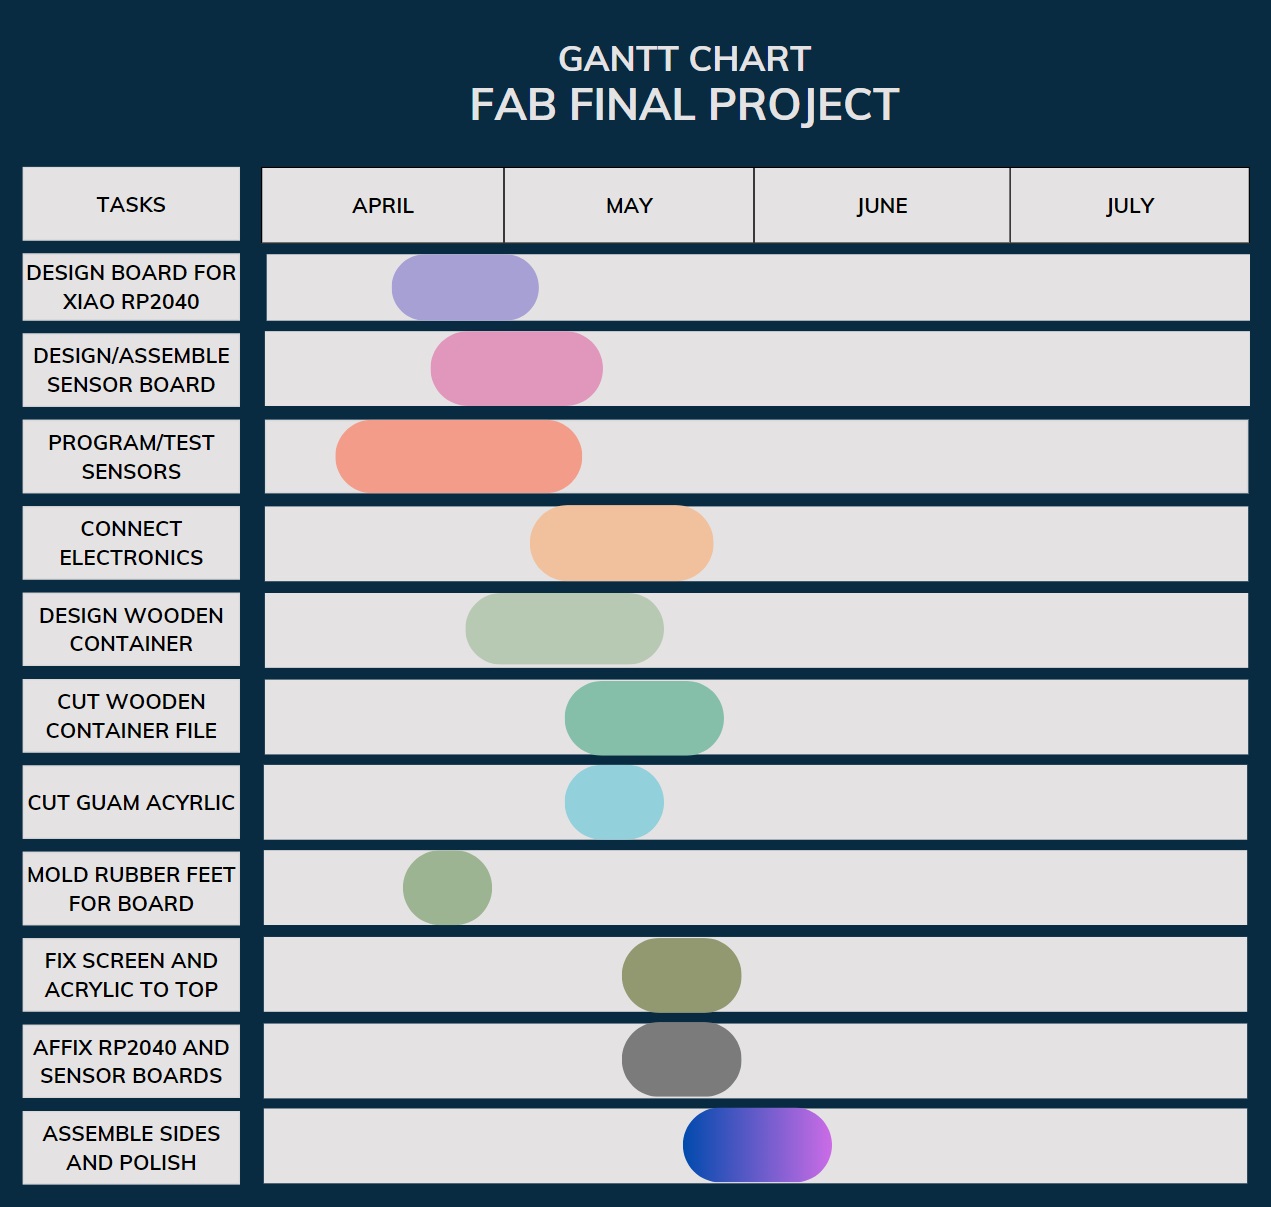 GANTT CHART
FAB FINAL PROJECT
TASKS
APRIL
MAY
JUNE
JULY
DESIGN BOARD FOR
XIAO RP2040
DESIGN/ASSEMBLE
SENSOR BOARD
PROGRAM/TEST
SENSORS
CONNECT
ELECTRONICS
DESIGN WOODEN
CONTAINER
CUT WOODEN
CONTAINER FILE
CUT GUAM ACYRLIC
MOLD RUBBER FEET
FOR BOARD
FIX SCREEN AND
ACRYLIC TO TOP
AFFIX RP2040 AND
SENSOR BOARDS
ASSEMBLE SIDES
AND POLISH